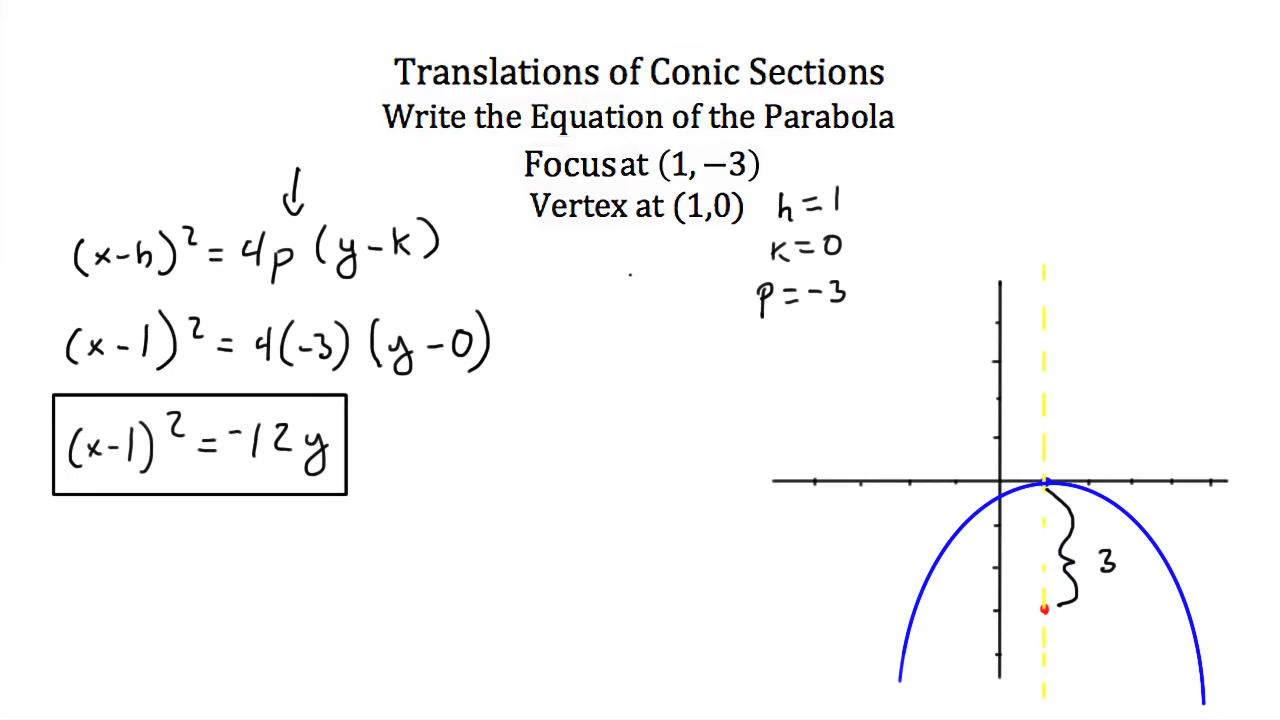 Translations of Conic Sections
Write the Equation of the Parabola
Focus at (1, −3)
Vertex at (1,0)
h = 1
k = 0
p = -3
(x-h)² = 4p (y-k)
(x-1)² = 4(-3) (y-0)
(x-1)² = -12y
3